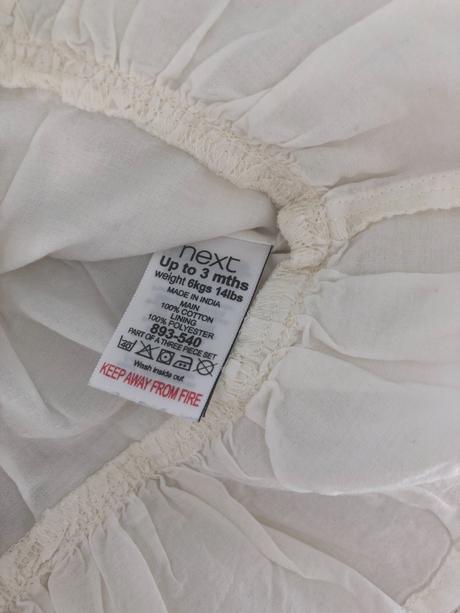 next
Up to 3 mths
weight 6kgs 14lbs
MADE IN INDIA
MAIN
100% COTTON
LINING
100% POLYESTER
893-540
PART OF A THREE PIECE SET
40
Wash inside out
KEEP AWAY FROM FIRE